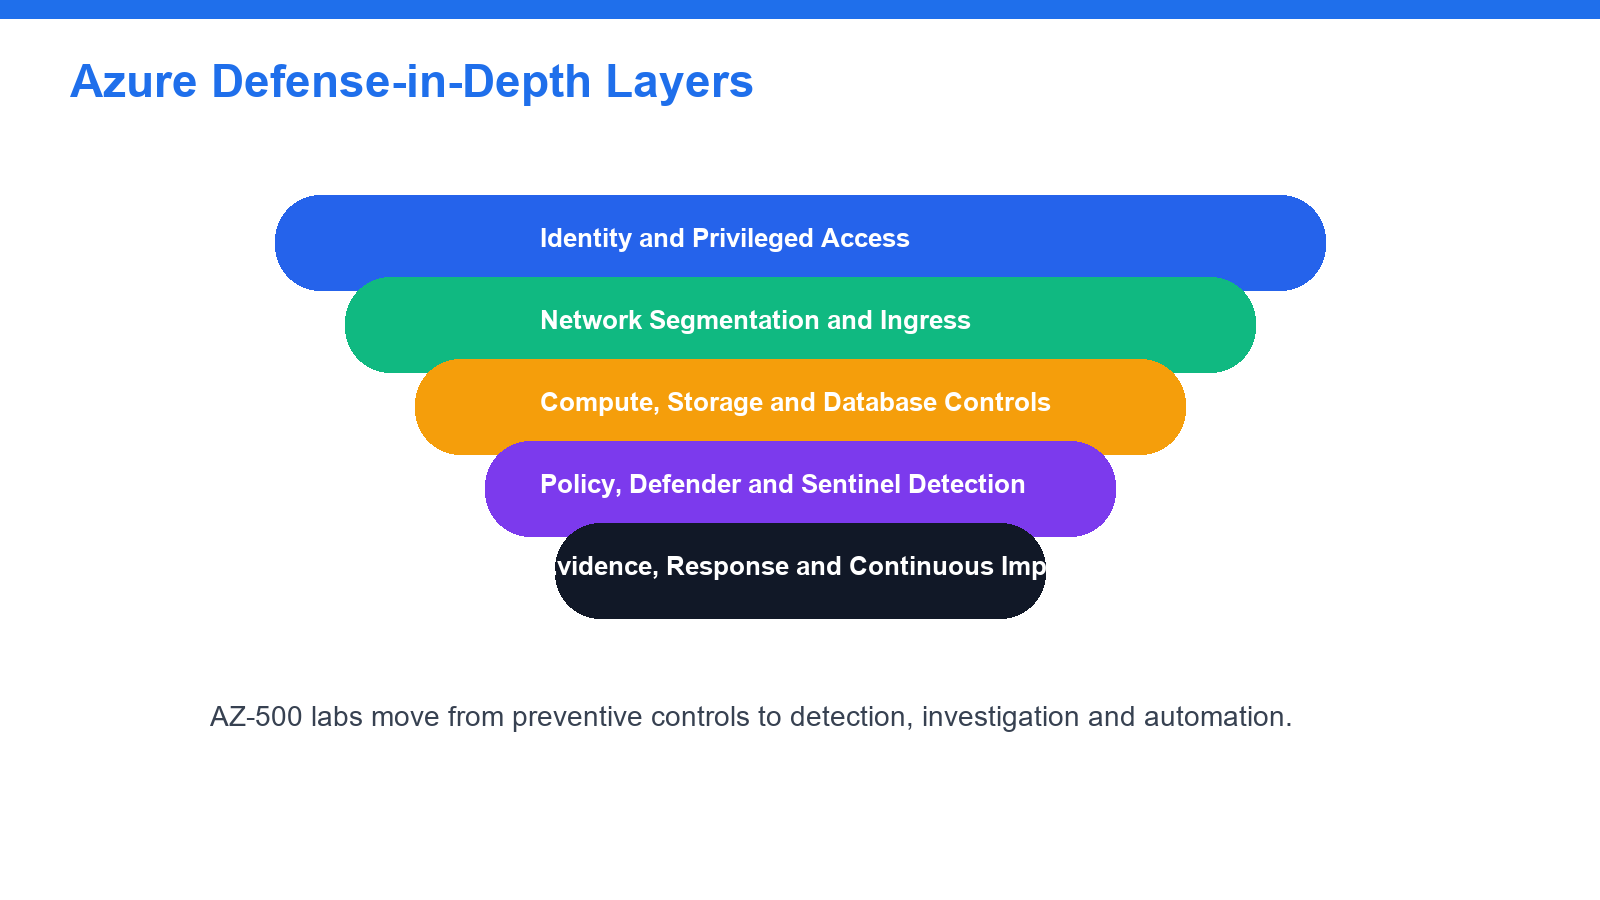 Azure Defense-in-Depth Layers
Identity and Privileged Access
Network Segmentation and Ingress
Compute, Storage and Database Controls
Policy, Defender and Sentinel Detection
vidence, Response and Continuous Imp
AZ-500 labs move from preventive controls to detection, investigation and automation.